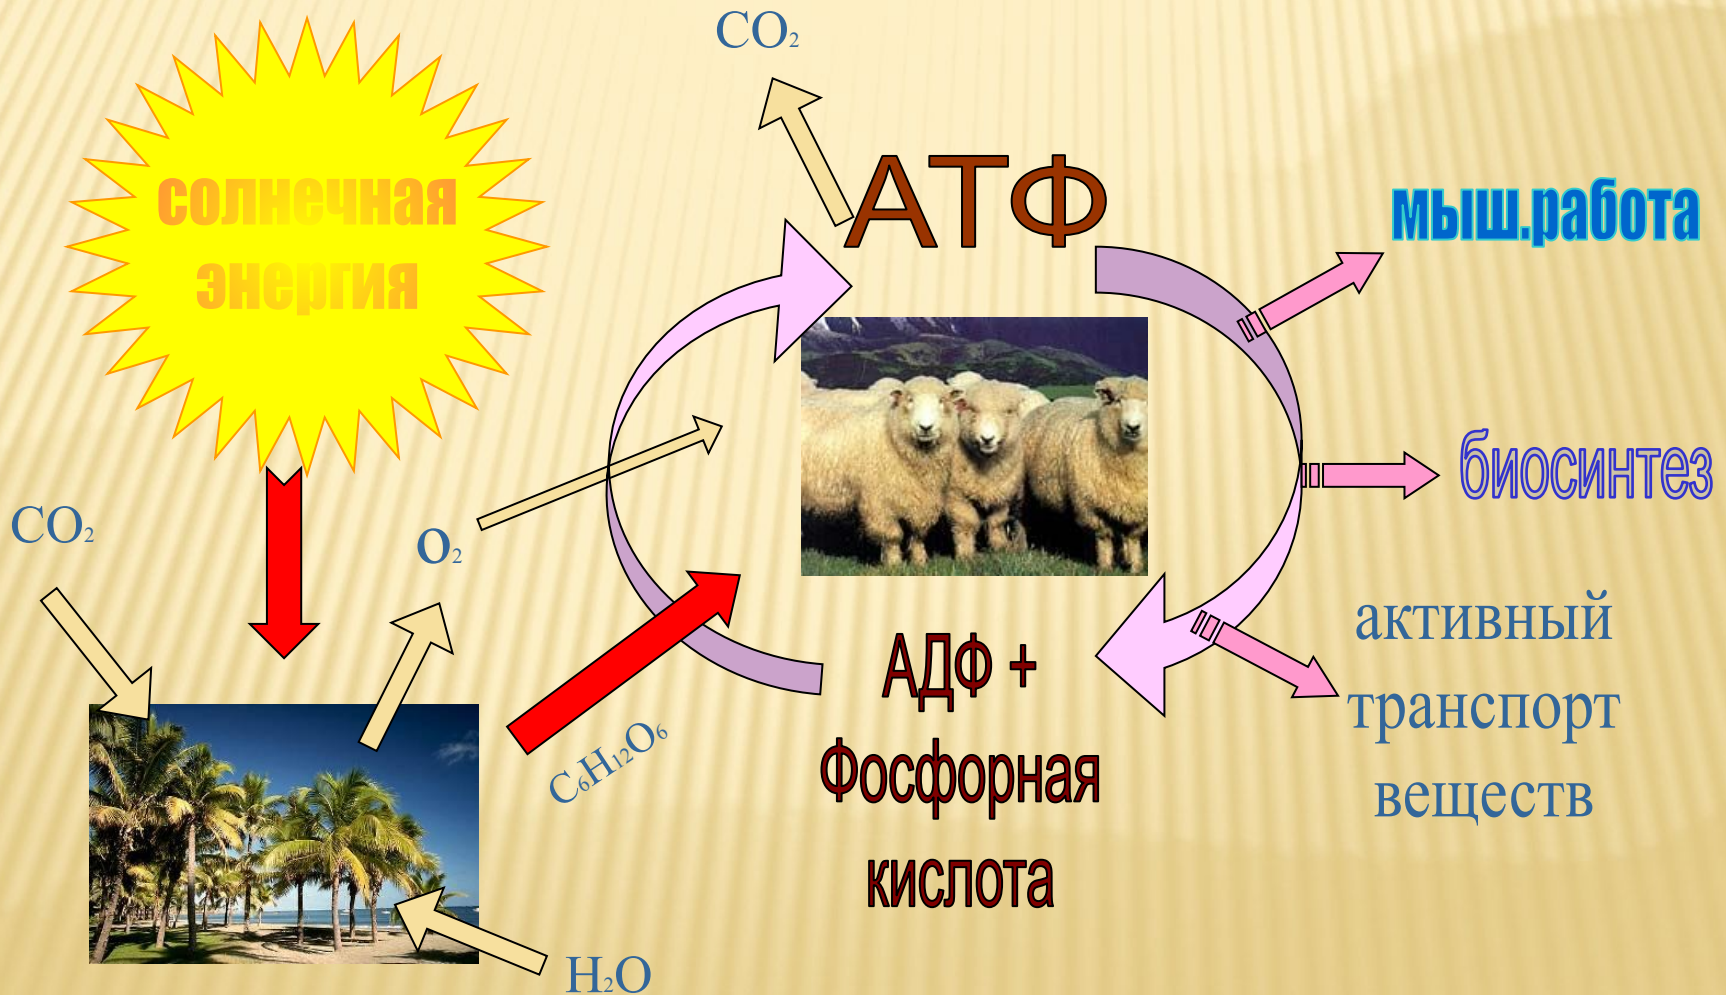 CO₂
солнечная
энергия
АТФ
мыш.работа
биосинтез
CO₂
O₂
активный
транспорт
веществ
АДФ +
Фосфорная
кислота
C₆H₁₂O₆
H₂O